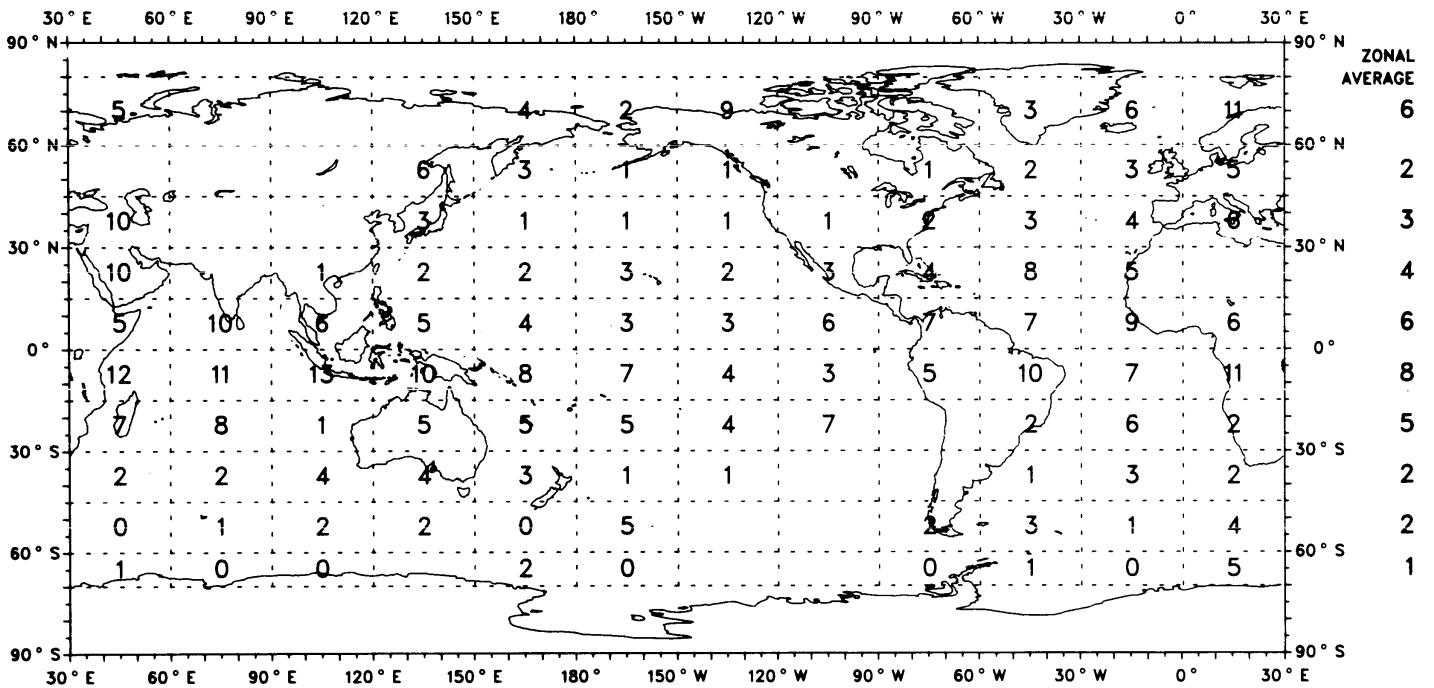 30° E 60° E 90° E 120° E 150° E 180° 150° W 120° W 90° W 60° W 30° W 0° 30° E
90° N 90° N
ZONAL
AVERAGE
5 4 2 9 3 6 11 6
60° N 60° N
6 3 1 1 1 2 3 5 2
10 3 1 1 1 1 2 3 4 6 3
30° N 30° N
10 1 2 2 3 2 3 4 8 5 4
5 10 6 5 4 3 3 6 7 7 9 6 6
0° 0°
12 11 13 10 8 7 4 3 5 10 7 11 8
7 8 1 5 5 5 4 7 2 6 2 5
30° S 30° S
2 2 4 4 3 1 1 1 3 2 2
0 1 2 2 0 5 2 3 1 4 2
60° S 60° S
1 0 0 2 0 0 1 0 5 1
90° S 90° S
30° E 60° E 90° E 120° E 150° E 180° 150° W 120° W 90° W 60° W 30° W 0° 30° E